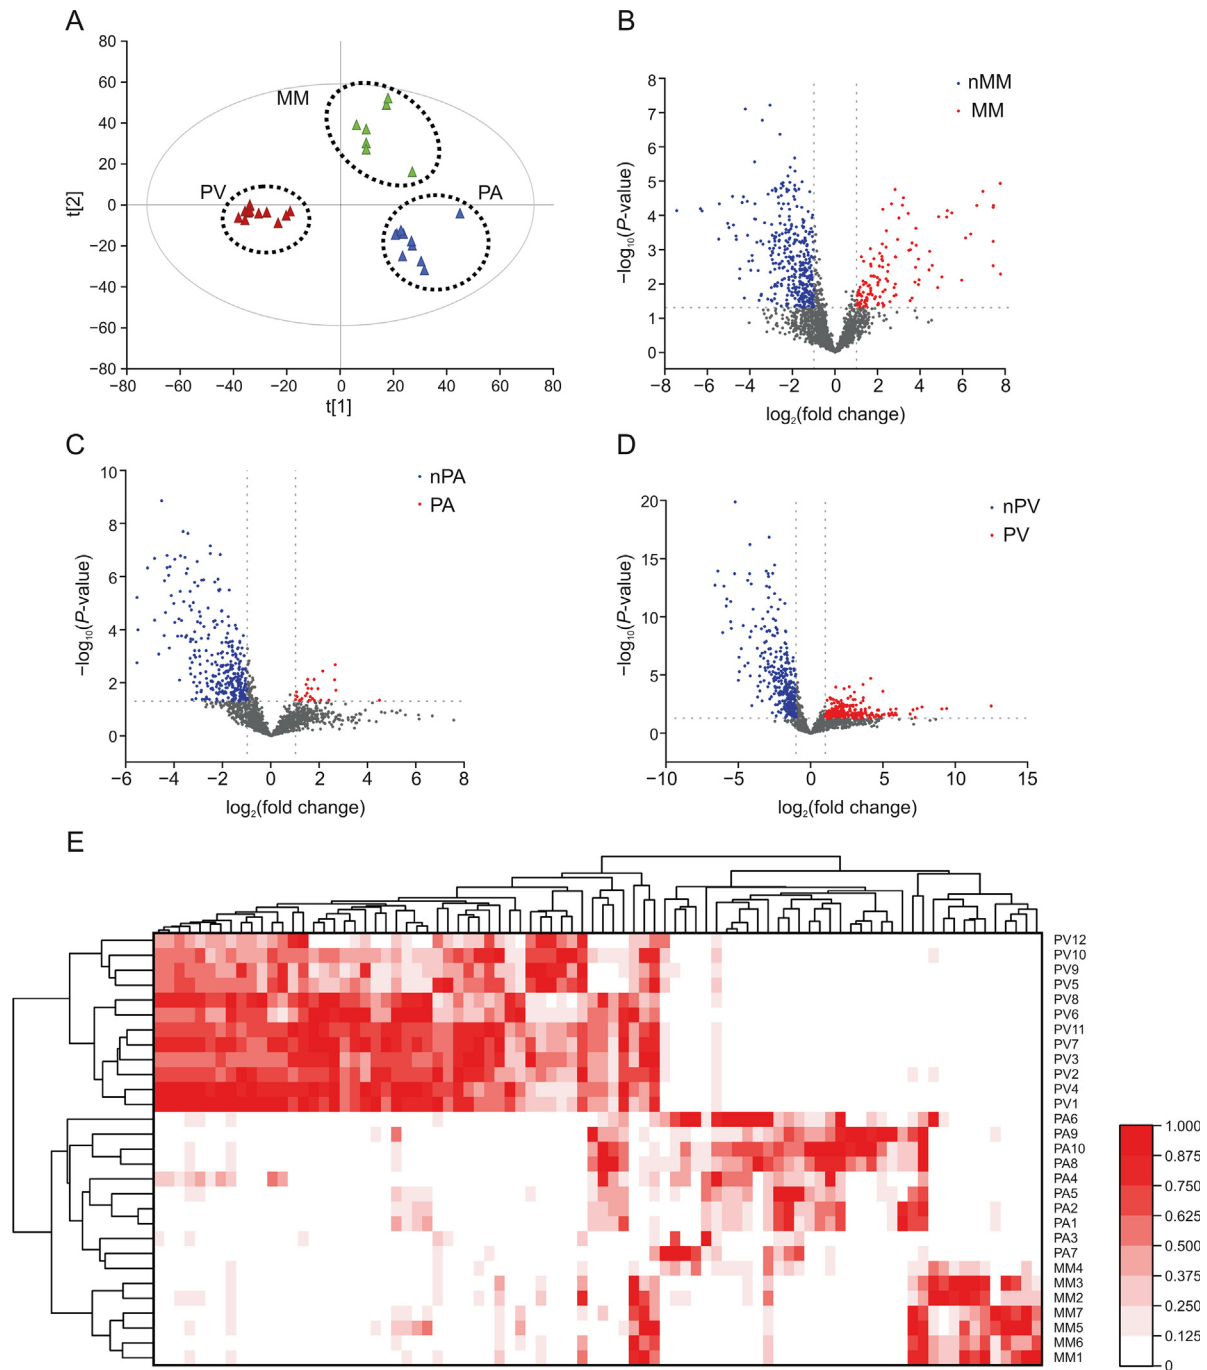 A
80
60
40
20
0
−20
−40
−60
−80
−80 −60 −40 −20 0 20 40 60 80
t[2]
t[1]
MM
PV
PA
B
8
7
6
5
4
3
2
1
0
−8 −6 −4 −2 0 2 4 6 8
−log10(P-value)
log2(fold change)
nMM
MM
C
10
8
6
4
2
0
−6 −4 −2 0 2 4 6 8
−log10(P-value)
log2(fold change)
nPA
PA
D
20
15
10
5
0
−10 −5 0 5 10 15
−log10(P-value)
log2(fold change)
nPV
PV
E
PV12
PV10
PV9
PV5
PV8
PV6
PV11
PV7
PV3
PV2
PV4
PV1
PA6
PA9
PA10
PA8
PA4
PA5
PA2
PA1
PA3
PA7
MM4
MM3
MM2
MM7
MM5
MM6
MM1
1.000
0.875
0.750
0.625
0.500
0.375
0.250
0.125
0